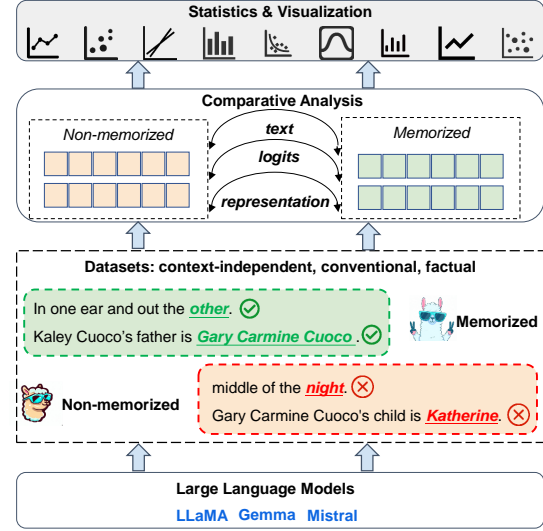 Statistics & Visualization
Comparative Analysis
Non-memorized
text
Memorized
logits
representation
Datasets: context-independent, conventional, factual
In one ear and out the other.
Kaley Cuoco's father is Gary Carmine Cuoco .
Memorized
Non-memorized
middle of the night.
Gary Carmine Cuoco's child is Katherine.
Large Language Models
LLaMA Gemma Mistral